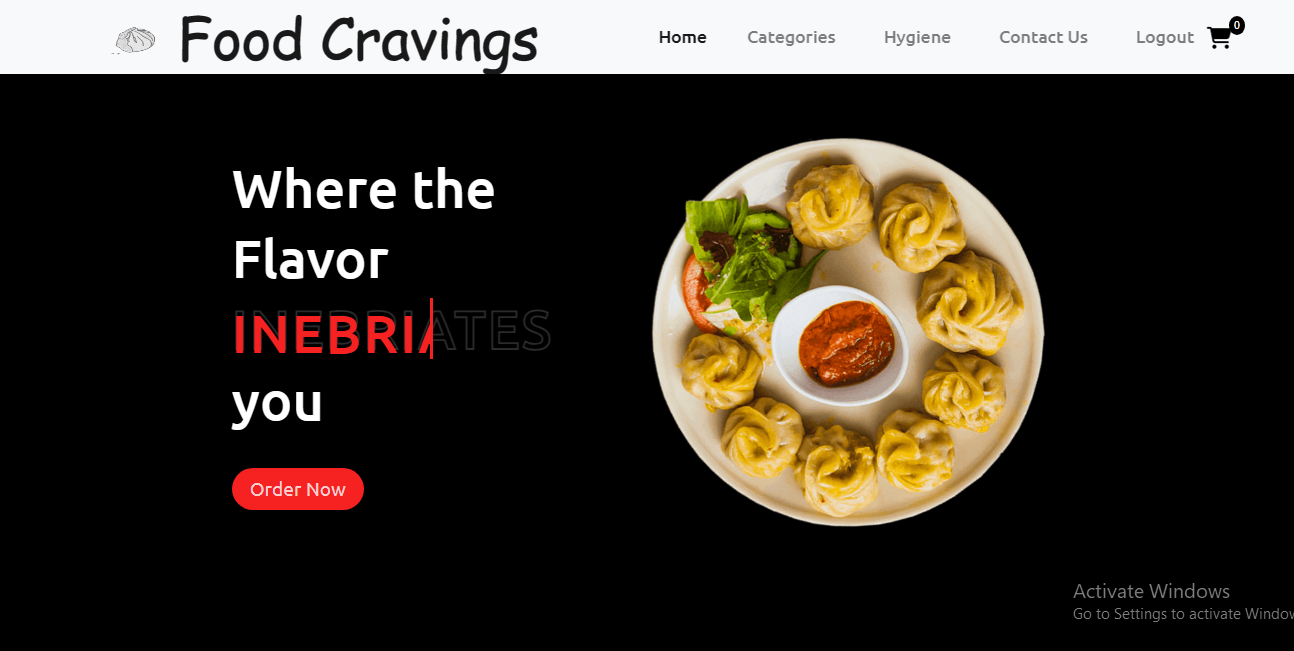 Food Cravings
Home Categories Hygiene Contact Us Logout 0
Where the
Flavor
INEBRIATES
you
Order Now
Activate Windows
Go to Settings to activate Window